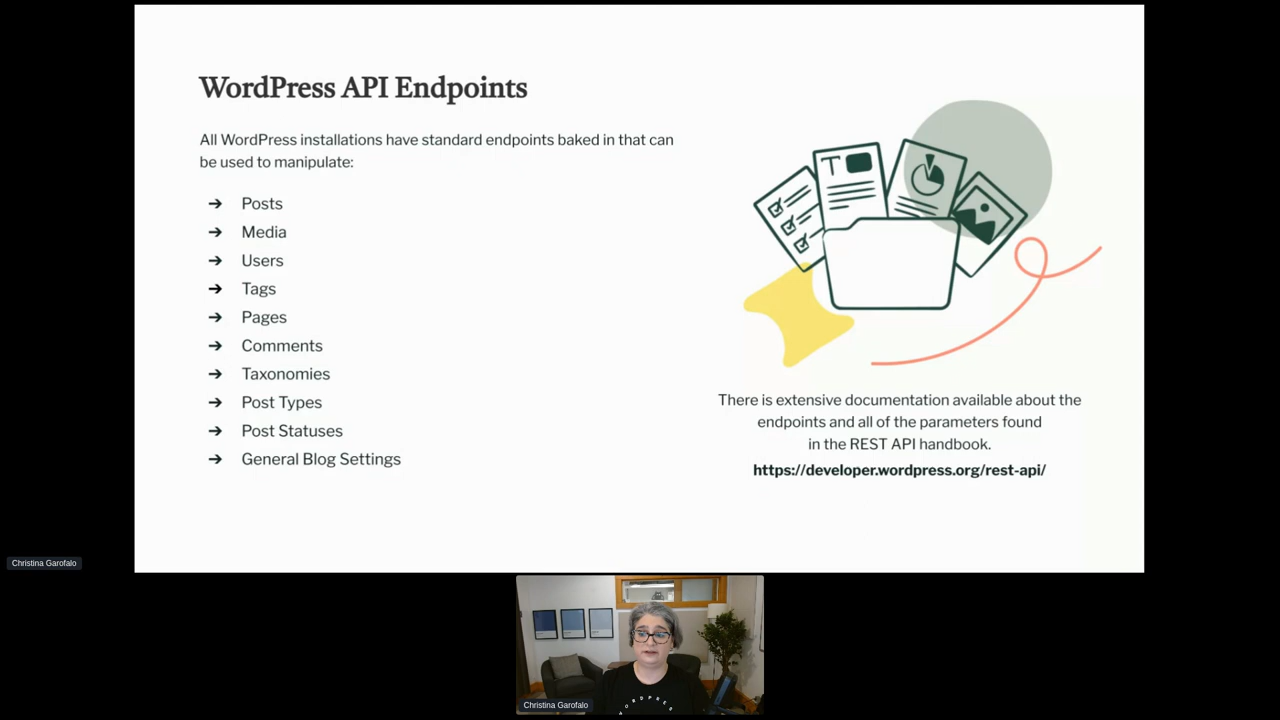 WordPress API Endpoints
All WordPress installations have standard endpoints baked in that can
be used to manipulate:
➔ Posts
➔ Media
➔ Users
➔ Tags
➔ Pages
➔ Comments
➔ Taxonomies
➔ Post Types
➔ Post Statuses
➔ General Blog Settings
T
There is extensive documentation available about the
endpoints and all of the parameters found
in the REST API handbook.
https://developer.wordpress.org/rest-api/
Christina Garofalo
WORDPRESS
Christina Garofalo